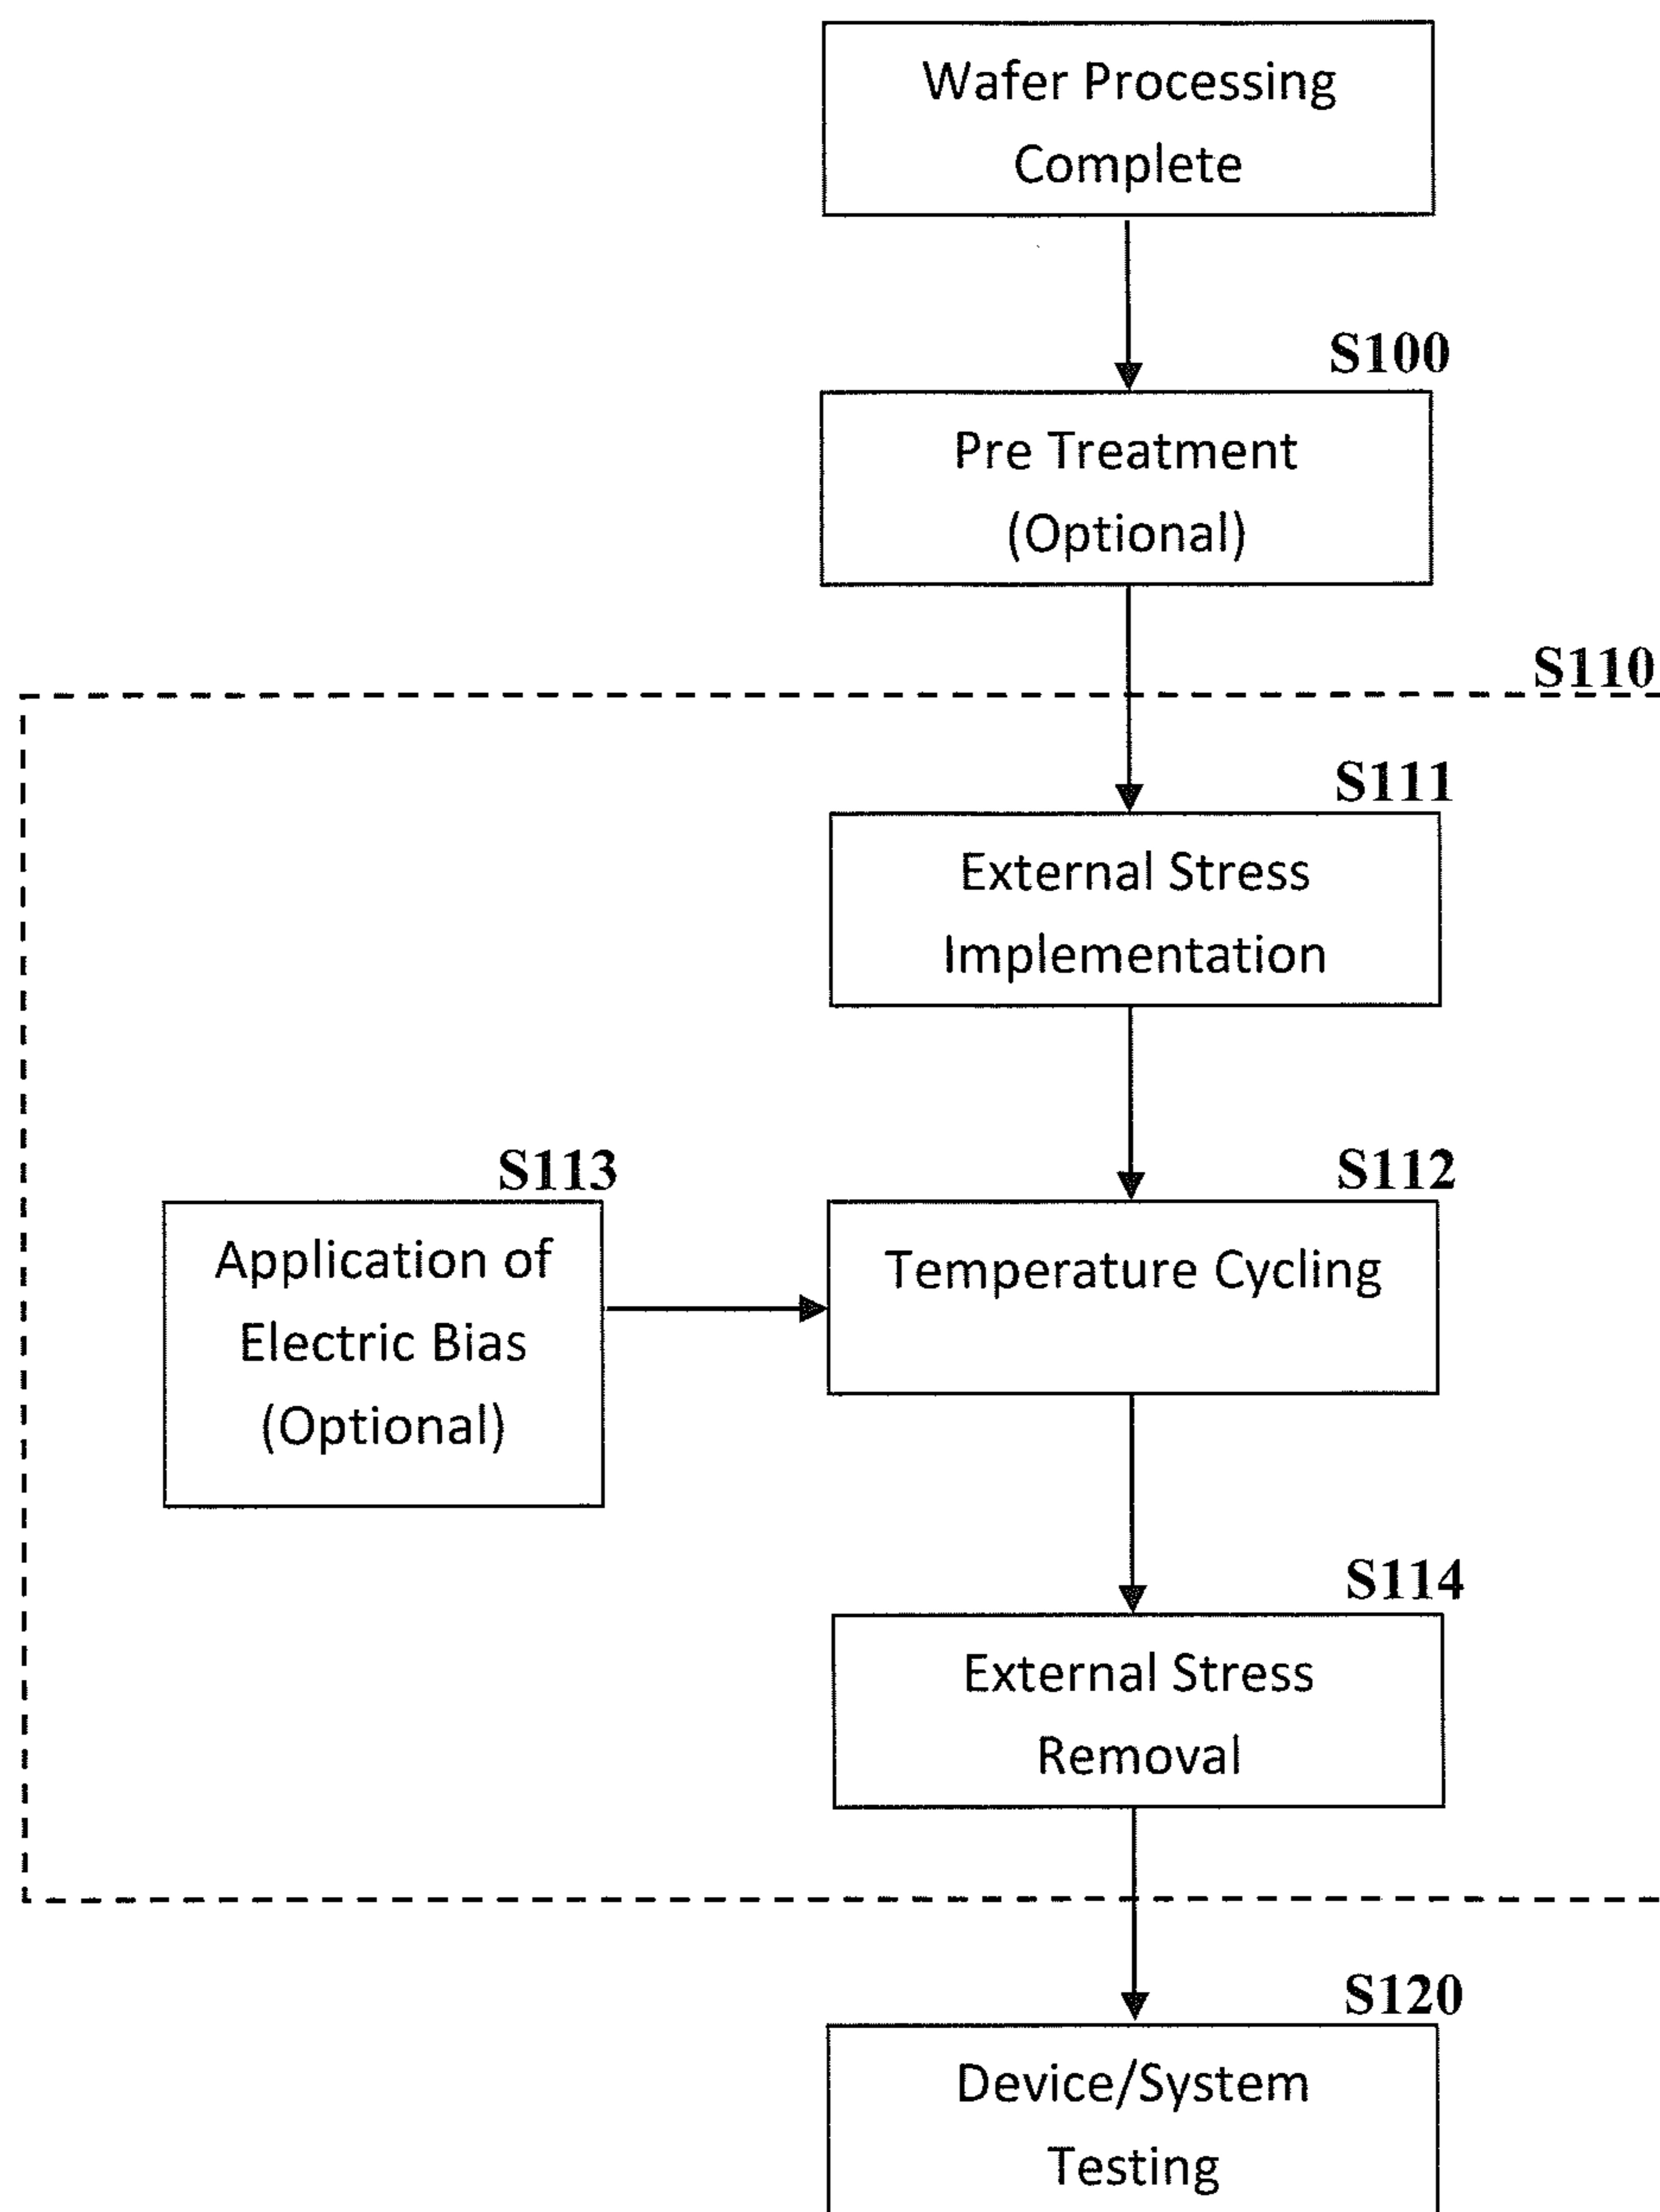 Wafer Processing
Complete
S100
Pre Treatment
(Optional)
S110
S111
External Stress
Implementation
S113
S112
Application of
Electric Bias
(Optional)
Temperature Cycling
S114
External Stress
Removal
S120
Device/System
Testing